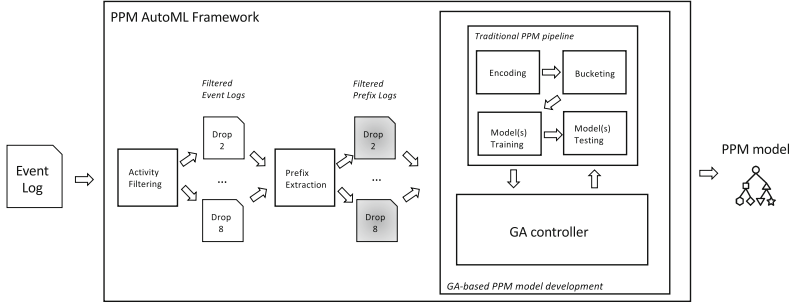 PPM AutoML Framework
Traditional PPM pipeline
Encoding
Bucketing
Filtered
Event Logs
Filtered
Prefix Logs
Drop
2
Drop
2
Model(s)
Training
Model(s)
Testing
Event
Log
Activity
Filtering
...
Prefix
Extraction
...
PPM model
Drop
8
Drop
8
GA controller
GA-based PPM model development